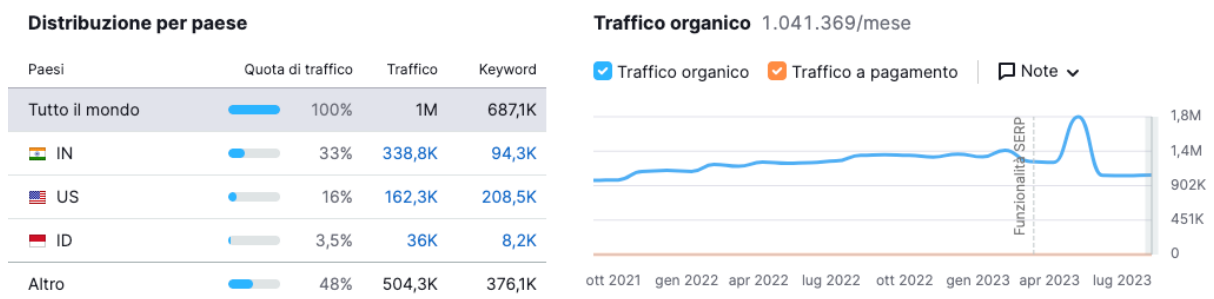 Distribuzione per paese
Paesi Quota di traffico Traffico Keyword
Tutto il mondo 100% 1M 687,1K
IN 33% 338,8K 94,3K
US 16% 162,3K 208,5K
ID 3,5% 36K 8,2K
Altro 48% 504,3K 376,1K
Traffico organico 1.041.369/mese
Traffico organico Traffico a pagamento Note
1,8M
1,4M
902K
451K
0
Funzionalità SERP
ott 2021 gen 2022 apr 2022 lug 2022 ott 2022 gen 2023 apr 2023 lug 2023